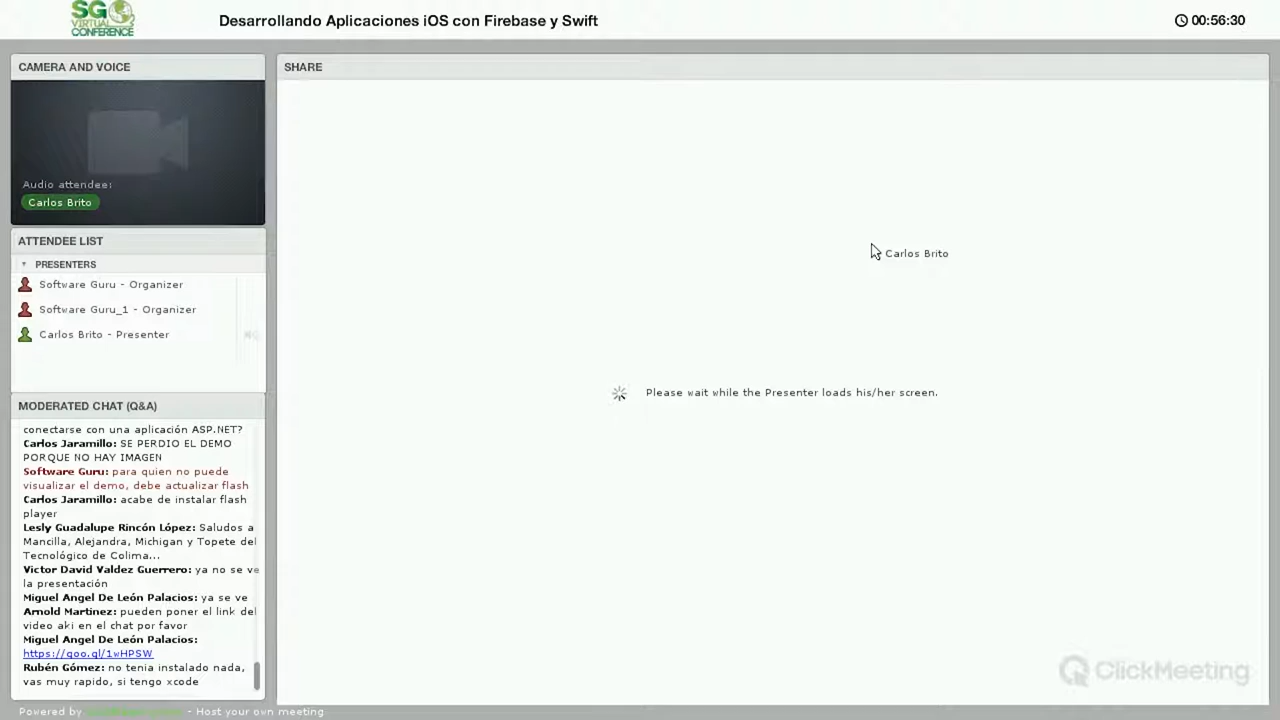 SG
VIRTUAL
CONFERENCE
Desarrollando Aplicaciones iOS con Firebase y Swift
00:56:30
CAMERA AND VOICE
Audio attendee:
Carlos Brito
ATTENDEE LIST
PRESENTERS
Software Guru - Organizer
Software Guru_1 - Organizer
Carlos Brito - Presenter
MODERATED CHAT (Q&A)
conectarse con una aplicación ASP.NET?
Carlos Jaramillo: SE PERDIO EL DEMO
PORQUE NO HAY IMAGEN
Software Guru: para quien no puede
visualizar el demo, debe actualizar flash
Carlos Jaramillo: acabe de instalar flash
player
Lesly Guadalupe Rincón López: Saludos a
Mancilla, Alejandra, Michigan y Topete del
Tecnológico de Colima...
Victor David Valdez Guerrero: ya no se ve
la presentación
Miguel Angel De León Palacios: ya se ve
Arnold Martinez: pueden poner el link del
video aki en el chat por favor
Miguel Angel De León Palacios:
https://goo.gl/1wHPSW
Rubén Gómez: no tenia instalado nada,
vas muy rapido, si tengo xcode
Powered by - Host your own meeting
SHARE
Carlos Brito
Please wait while the Presenter loads his/her screen.
ClickMeeting